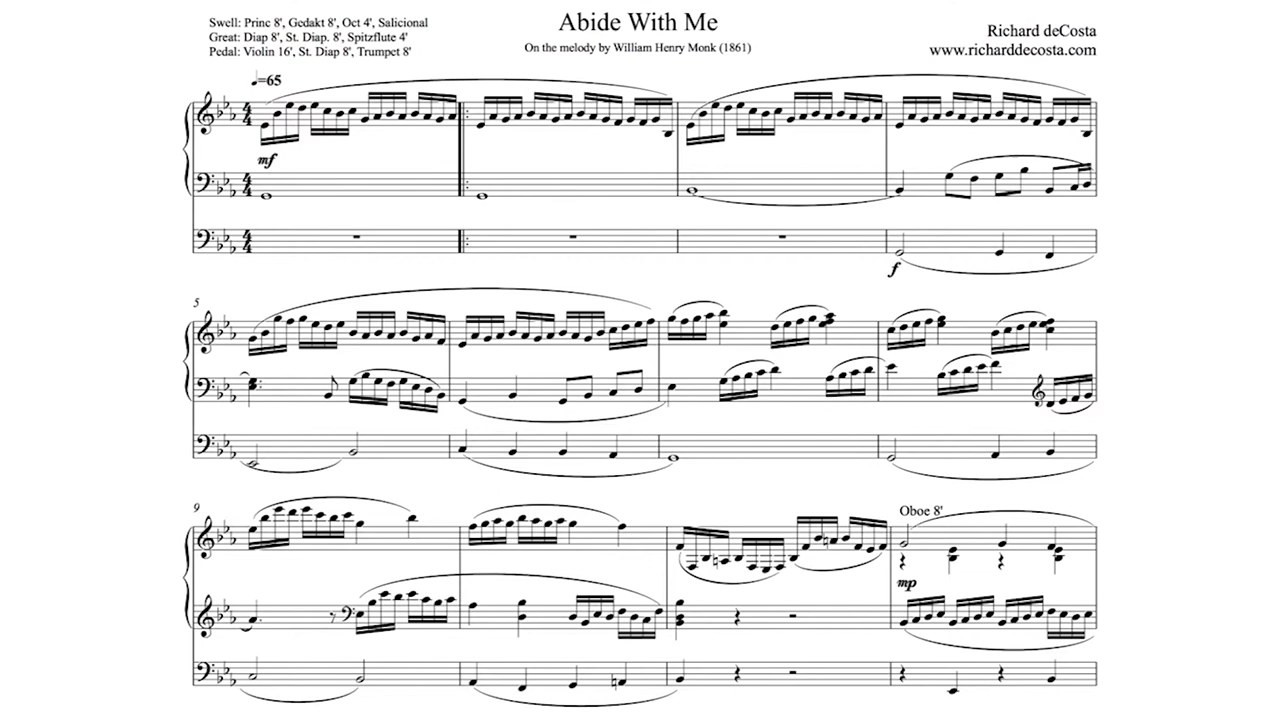 Swell: Princ 8', Gedakt 8', Oct 4', Salicional
Great: Diap 8', St. Diap. 8', Spitzflute 4'
Pedal: Violin 16', St. Diap 8', Trumpet 8'
Abide With Me
On the melody by William Henry Monk (1861)
Richard deCosta
www.richarddecosta.com
♩=65
mf
f
5
9
Oboe 8'
mp